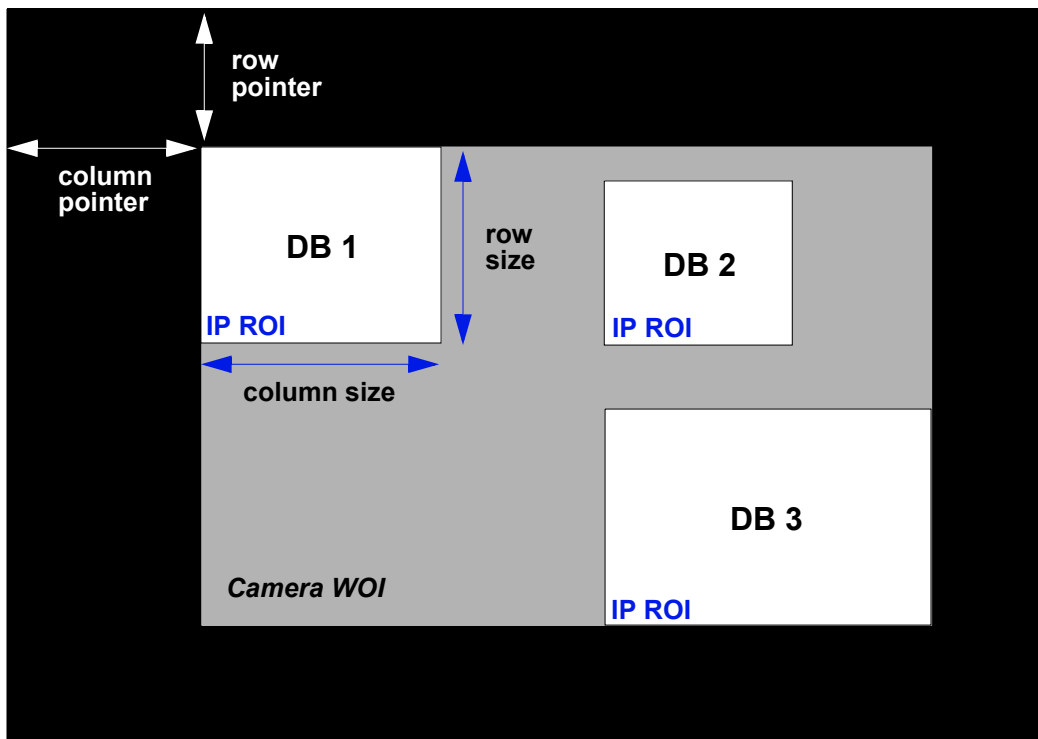 row
pointer
column
pointer
DB 1
row
size
DB 2
IP ROI
IP ROI
column size
DB 3
Camera WOI
IP ROI